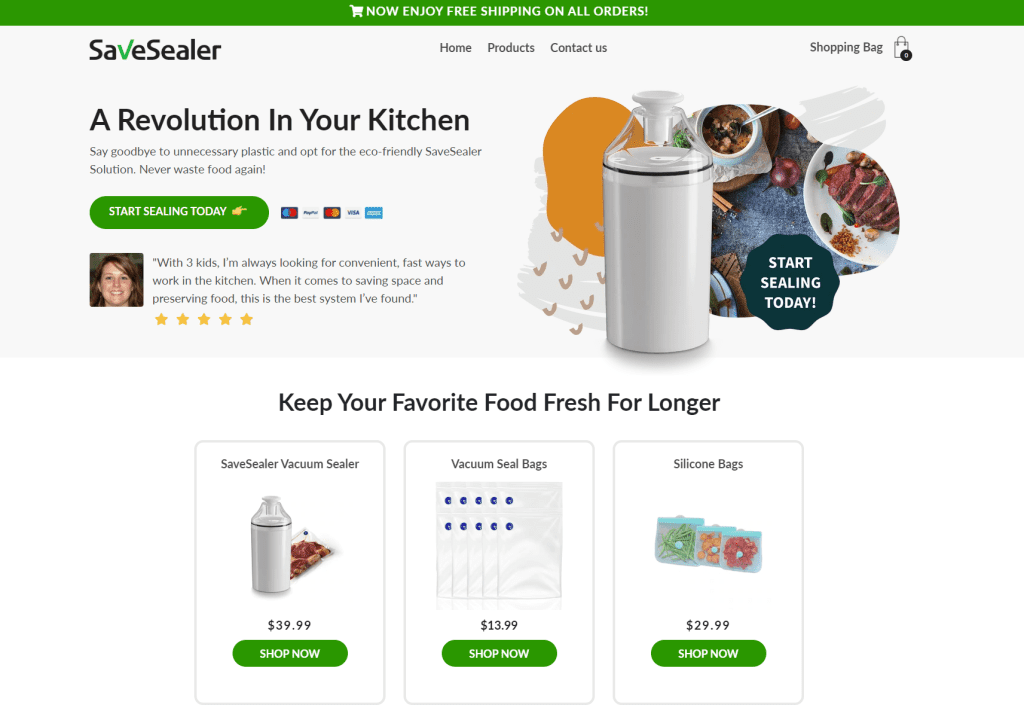 NOW ENJOY FREE SHIPPING ON ALL ORDERS!
SaveSealer
Home Products Contact us
Shopping Bag 0
A Revolution In Your Kitchen
Say goodbye to unnecessary plastic and opt for the eco-friendly SaveSealer
Solution. Never waste food again!
START SEALING TODAY
PayPal VISA
"With 3 kids, I'm always looking for convenient, fast ways to
work in the kitchen. When it comes to saving space and
preserving food, this is the best system I've found."
START
SEALING
TODAY!
Keep Your Favorite Food Fresh For Longer
SaveSealer Vacuum Sealer
$39.99
SHOP NOW
Vacuum Seal Bags
$13.99
SHOP NOW
Silicone Bags
$29.99
SHOP NOW